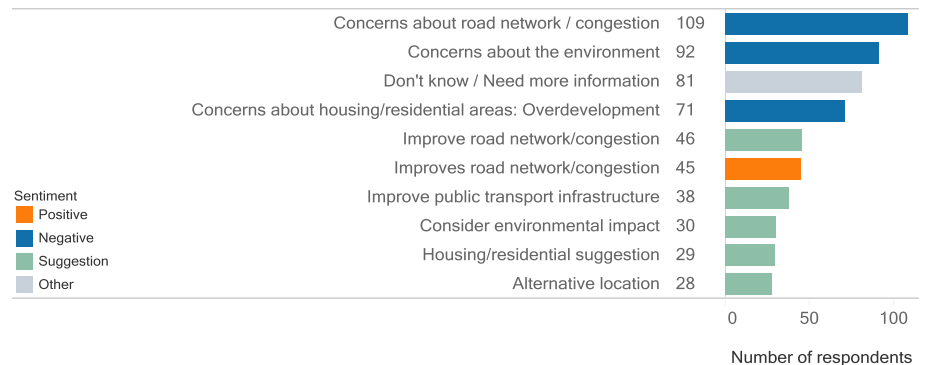 Concerns about road network / congestion 109
Concerns about the environment 92
Don't know / Need more information 81
Concerns about housing/residential areas: Overdevelopment 71
Improve road network/congestion 46
Improves road network/congestion 45
Improve public transport infrastructure 38
Consider environmental impact 30
Housing/residential suggestion 29
Alternative location 28
Sentiment
Positive
Negative
Suggestion
Other
0 50 100
Number of respondents